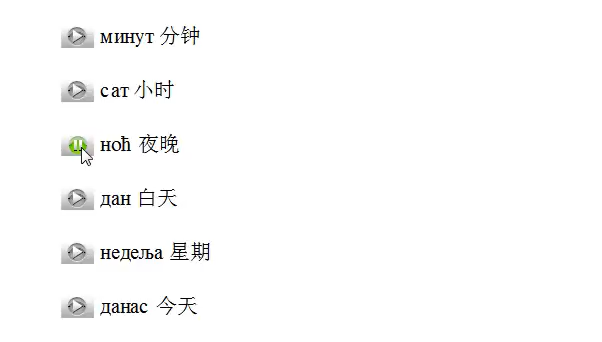 минут 分钟
сат 小时
ноћ 夜晚
дан 白天
недеља 星期
данас 今天